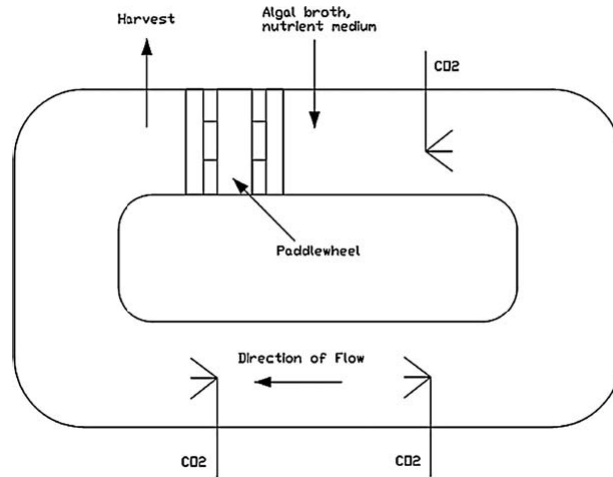 Harvest
Algal broth,
nutrient medium
CO2
Paddlewheel
Direction of Flow
CO2
CO2